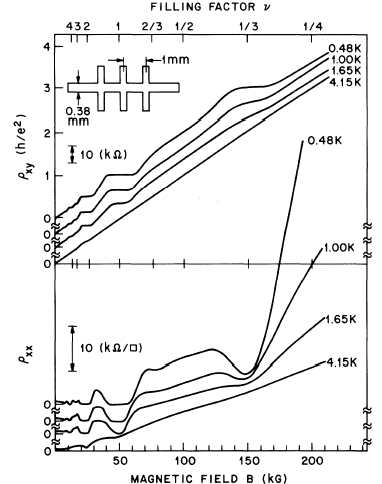 FILLING FACTOR ν
4 3 2 1 2/3 1/2 1/3 1/4
4
3
2
1
0
0
0
0
ρxy (h/e²)
1mm
0.38
mm
10 (kΩ)
0.48K
1.00K
1.65K
4.15K
0.48K
1.00K
1.65K
4.15K
ρxx
10 (kΩ/□)
0
0
0
0
0 50 100 150 200
MAGNETIC FIELD B (kG)